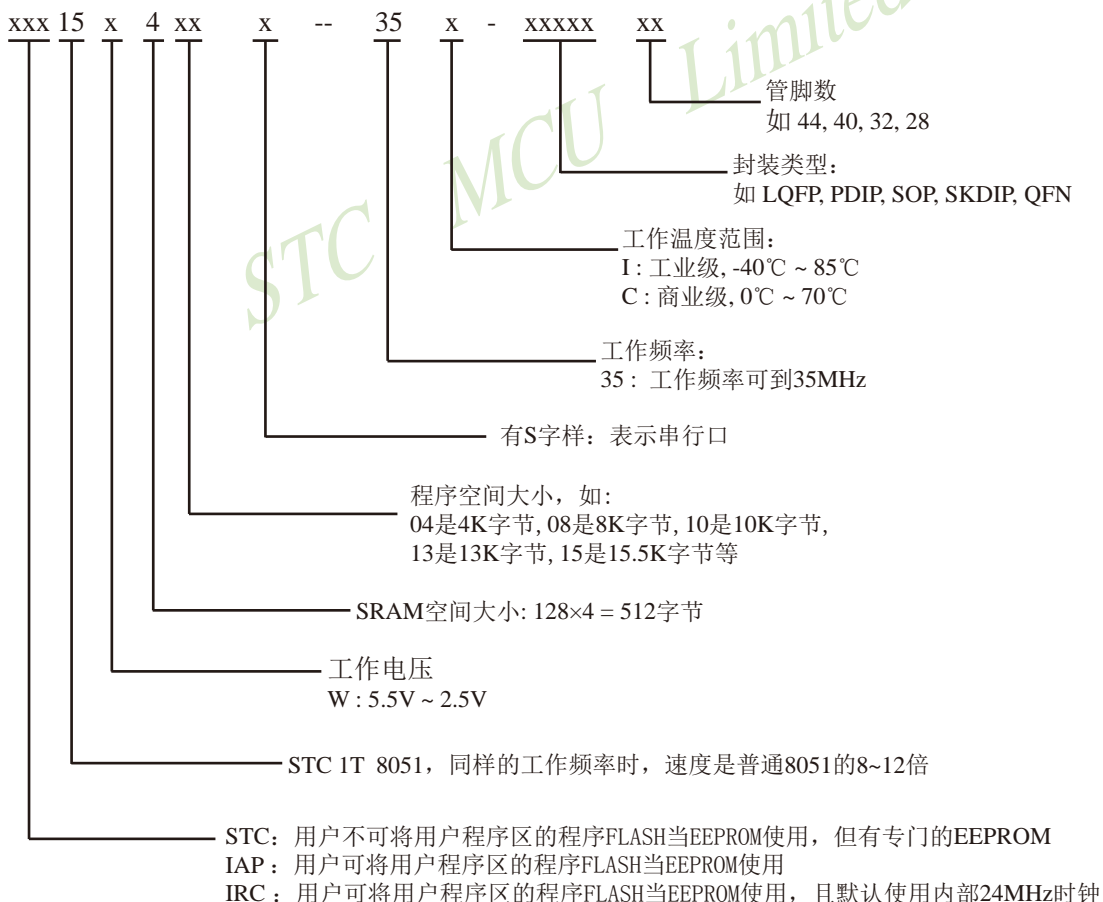 xxx 15 x 4 xx x -- 35 x - xxxxx xx
管脚数
如 44, 40, 32, 28
封装类型：
如 LQFP, PDIP, SOP, SKDIP, QFN
工作温度范围：
I : 工业级, -40℃ ~ 85℃
C : 商业级, 0℃ ~ 70℃
工作频率：
35 : 工作频率可到35MHz
有S字样：表示串行口
程序空间大小，如:
04是4K字节, 08是8K字节, 10是10K字节,
13是13K字节, 15是15.5K字节等
SRAM空间大小: 128×4 = 512字节
工作电压
W : 5.5V ~ 2.5V
STC 1T 8051，同样的工作频率时，速度是普通8051的8~12倍
STC：用户不可将用户程序区的程序FLASH当EEPROM使用，但有专门的EEPROM
IAP：用户可将用户程序区的程序FLASH当EEPROM使用
IRC：用户可将用户程序区的程序FLASH当EEPROM使用，且默认使用内部24MHz时钟
STC MCU Limited